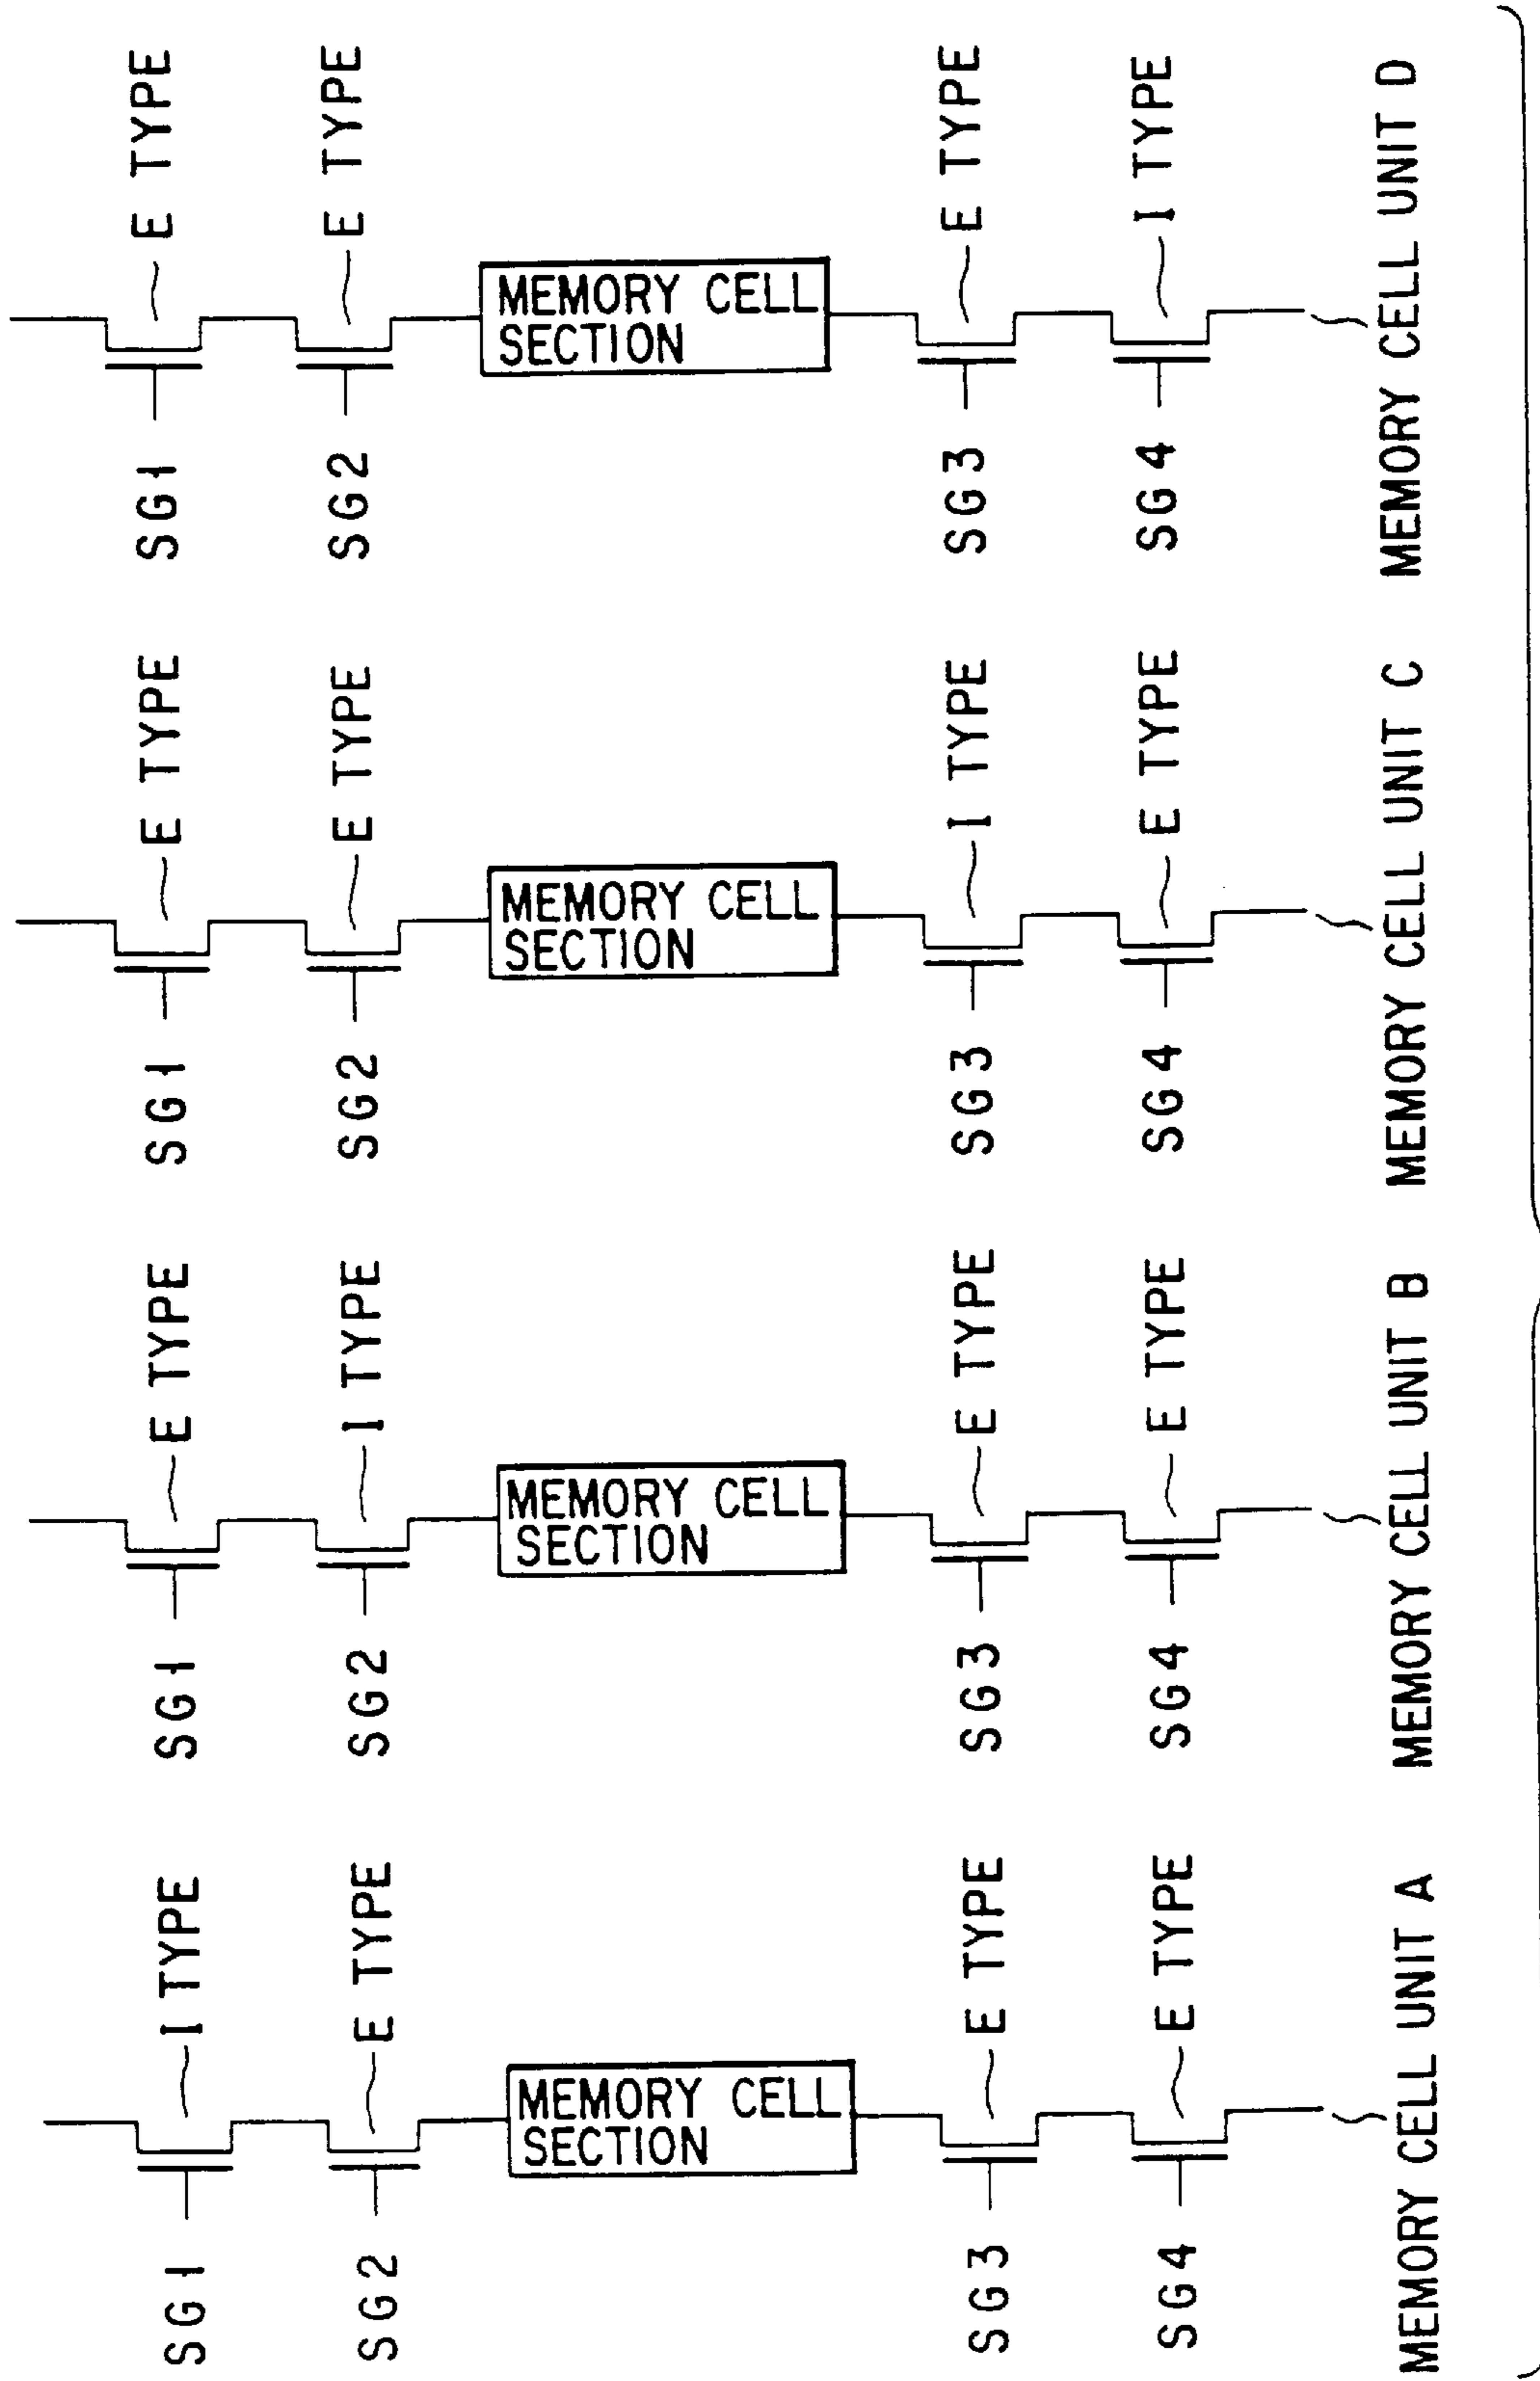 SG1
I TYPE
SG2
E TYPE
MEMORY CELL
SECTION
SG3
E TYPE
SG4
E TYPE
MEMORY CELL UNIT A
SG1
E TYPE
SG2
I TYPE
MEMORY CELL
SECTION
SG3
E TYPE
SG4
E TYPE
MEMORY CELL UNIT B
SG1
E TYPE
SG2
E TYPE
MEMORY CELL
SECTION
SG3
I TYPE
SG4
E TYPE
MEMORY CELL UNIT C
SG1
E TYPE
SG2
E TYPE
MEMORY CELL
SECTION
SG3
E TYPE
SG4
I TYPE
MEMORY CELL UNIT D